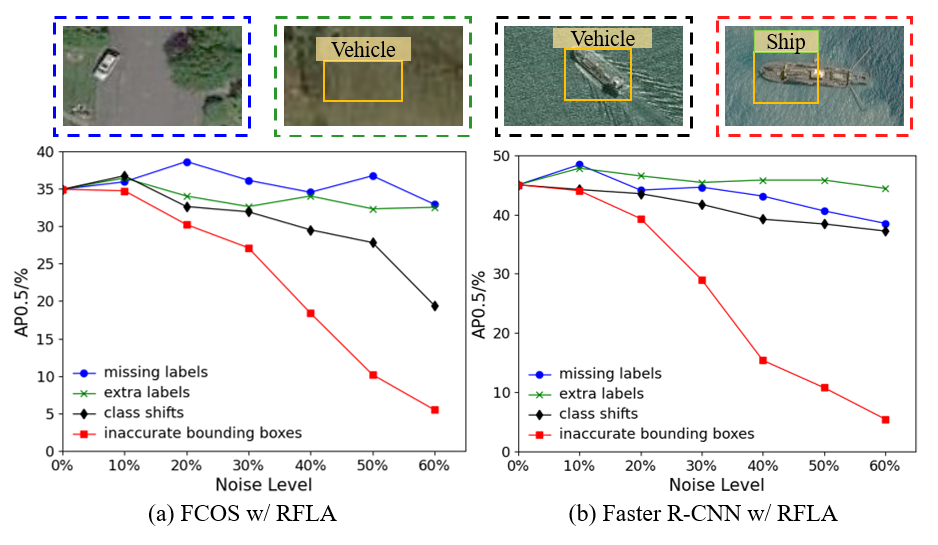 Vehicle
Vehicle
Ship
AP0.5/%
40
35
30
25
20
15
10
5
0
missing labels
extra labels
class shifts
inaccurate bounding boxes
0% 10% 20% 30% 40% 50% 60%
Noise Level
(a) FCOS w/ RFLA
AP0.5/%
50
40
30
20
10
0
missing labels
extra labels
class shifts
inaccurate bounding boxes
0% 10% 20% 30% 40% 50% 60%
Noise Level
(b) Faster R-CNN w/ RFLA